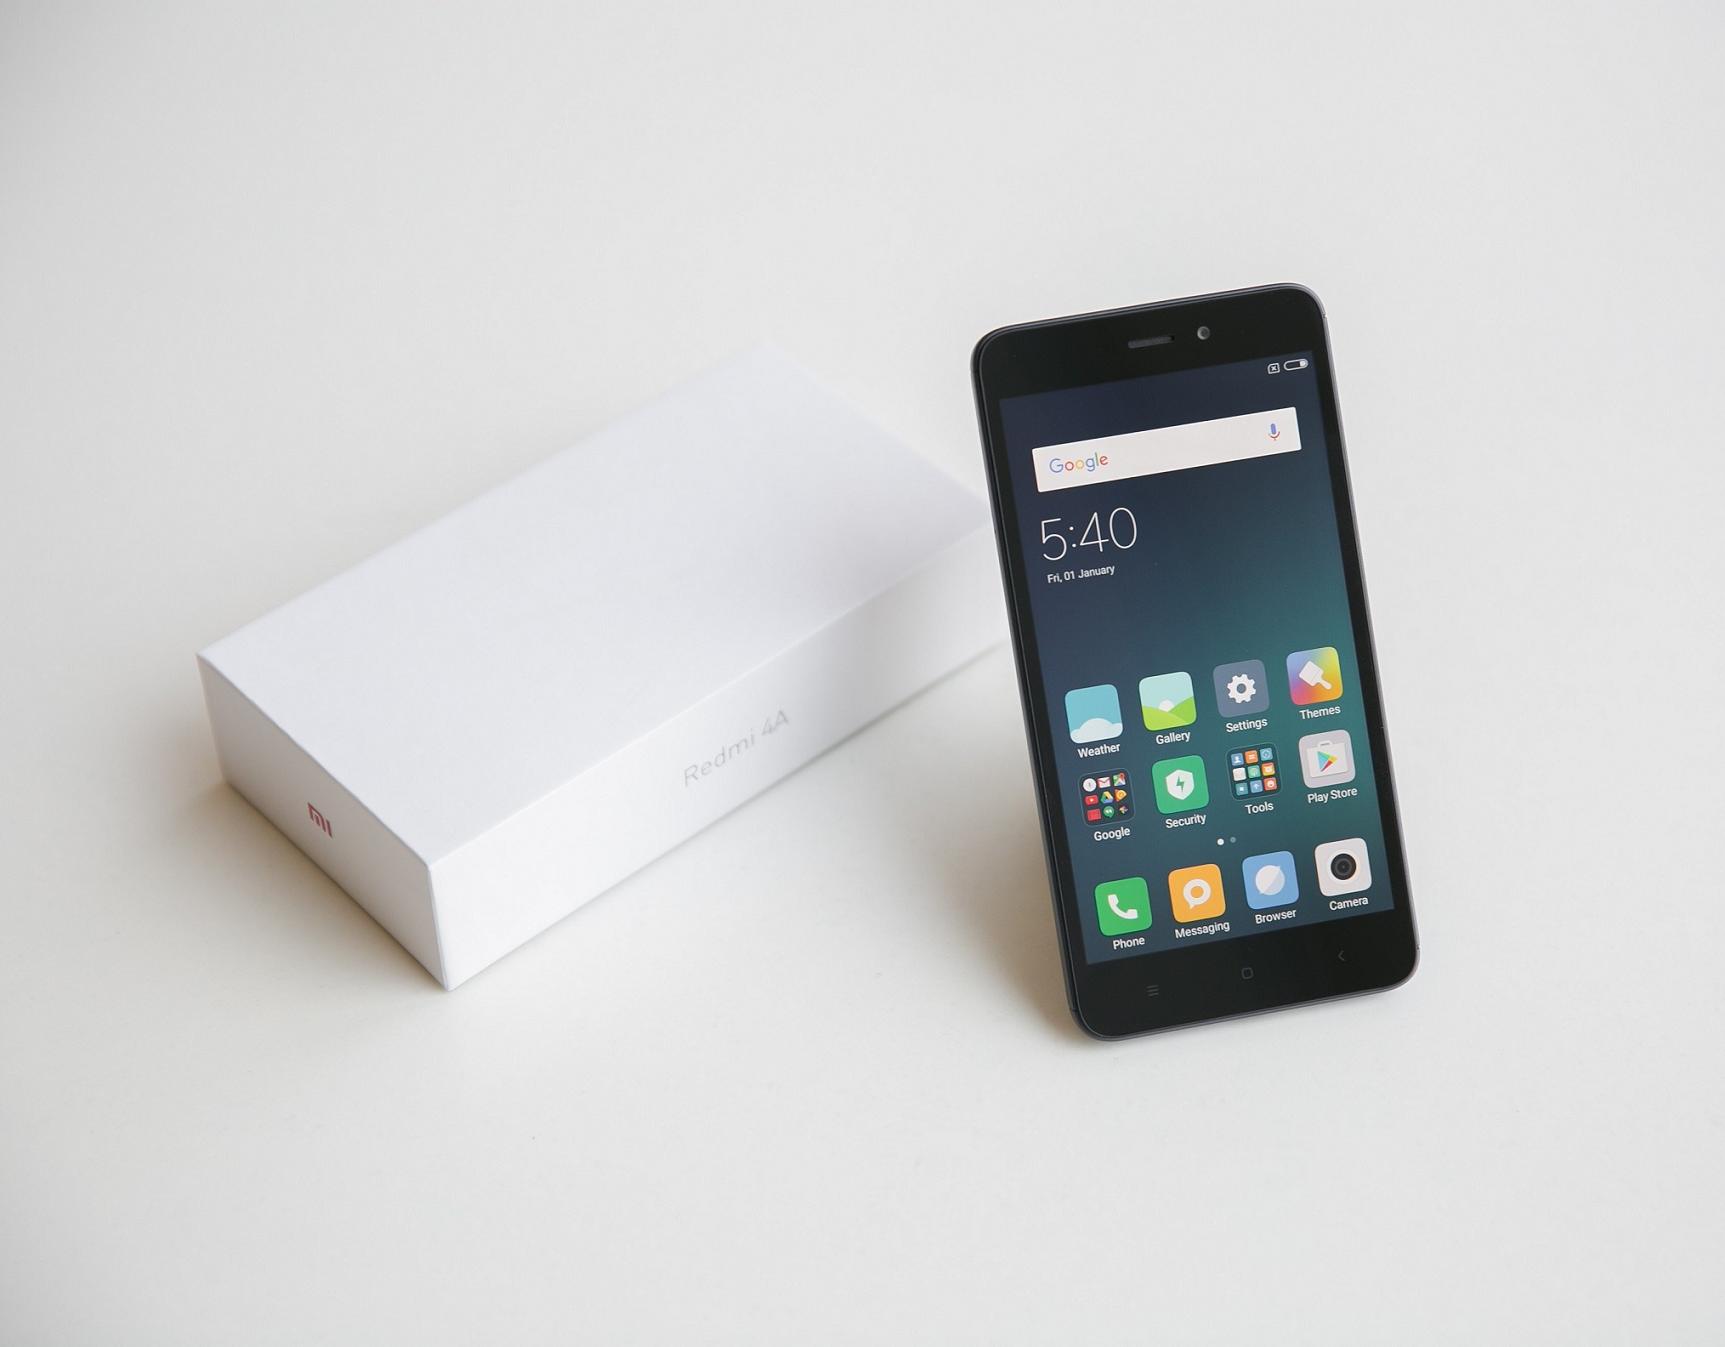 MI
Redmi 4A
Google
5:40
Fri, 01 January
Weather
Gallery
Settings
Themes
Google
Security
Tools
Play Store
Phone
Messaging
Browser
Camera